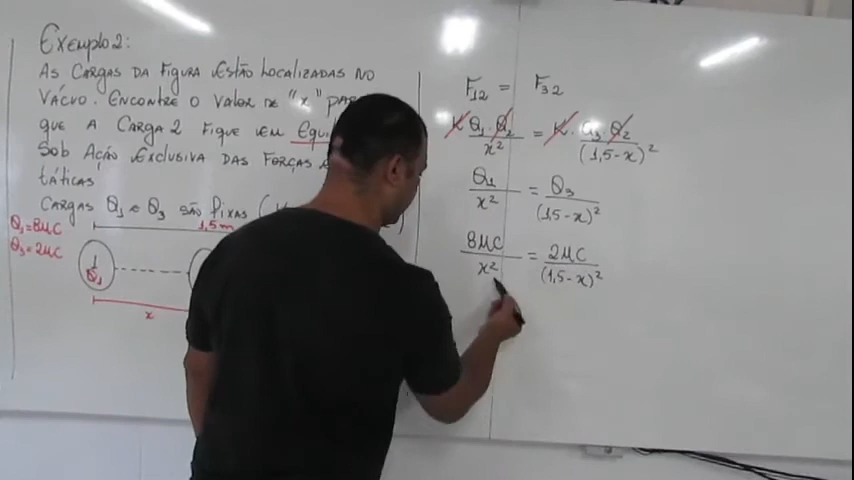 Exemplo 2:
As Cargas da Figura estão localizadas no
vácuo. Encontre o valor de "x"
que a Carga 2 Fique em
Sob Ação exclusiva das Forças
táticas
Cargas Q1 e Q3 são Fixas
1,5m
Q1=8μC
Q3=2μC
Q1
x
F12 = F32
K Q1 · Q2 / x² = K · Q3 · Q2 / (1,5-x)²
Q1 / x² = Q3 / (1,5-x)²
8μC / x² = 2μC / (1,5-x)²